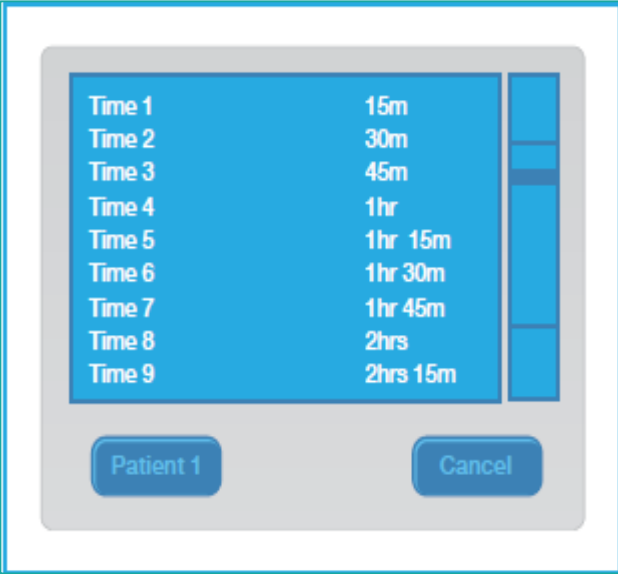 Time 1 15m
Time 2 30m
Time 3 45m
Time 4 1hr
Time 5 1hr 15m
Time 6 1hr 30m
Time 7 1hr 45m
Time 8 2hrs
Time 9 2hrs 15m
Patient 1 Cancel